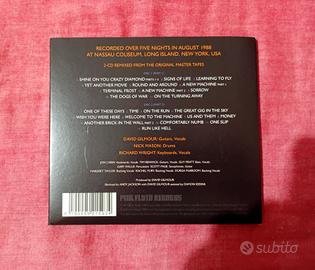 RECORDED OVER FIVE NIGHTS IN AUGUST 1988
AT NASSAU COLISEUM, LONG ISLAND, NEW YORK, USA
2-CD REMIXED FROM THE ORIGINAL MASTER TAPES
SHINE ON YOU CRAZY DIAMOND · SIGNS OF LIFE · LEARNING TO FLY
YET ANOTHER MOVE · ROUND AND AROUND · A NEW MACHINE
TERMINAL FROST · A NEW MACHINE · SORROW
THE DOGS OF WAR · ON THE TURNING AWAY
ONE OF THESE DAYS · TIME · ON THE RUN · THE GREAT GIG IN THE SKY
WISH YOU WERE HERE · WELCOME TO THE MACHINE · US AND THEM · MONEY
ANOTHER BRICK IN THE WALL · COMFORTABLY NUMB · ONE SLIP
RUN LIKE HELL
DAVID GILMOUR: Guitars, Vocals
NICK MASON: Drums
RICHARD WRIGHT: Keyboards, Vocals
PINK FLOYD RECORDS
subito